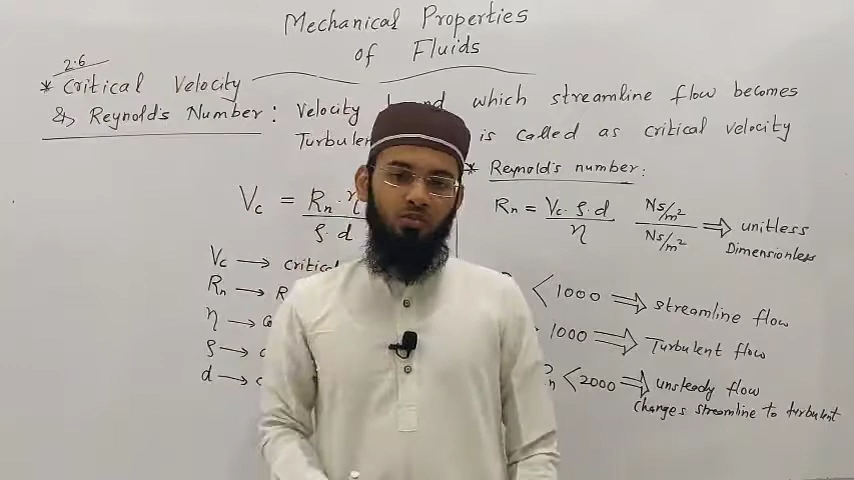 Mechanical Properties
of Fluids
2.6
* Critical Velocity
& Reynold's Number : Velocity which streamline flow becomes
is called as critical velocity
* Reynold's number:
Vc = Rn · η
ρ · d
Rn = Vc · ρ · d / η Ns/m² / Ns/m² ⇒ unitless
Dimensionless
Vc →
Rn →
η →
ρ →
d →
< 1000 ⇒ streamline flow
1000 ⇒ Turbulent flow
< 2000 ⇒ unsteady flow
changes streamline to turbulent